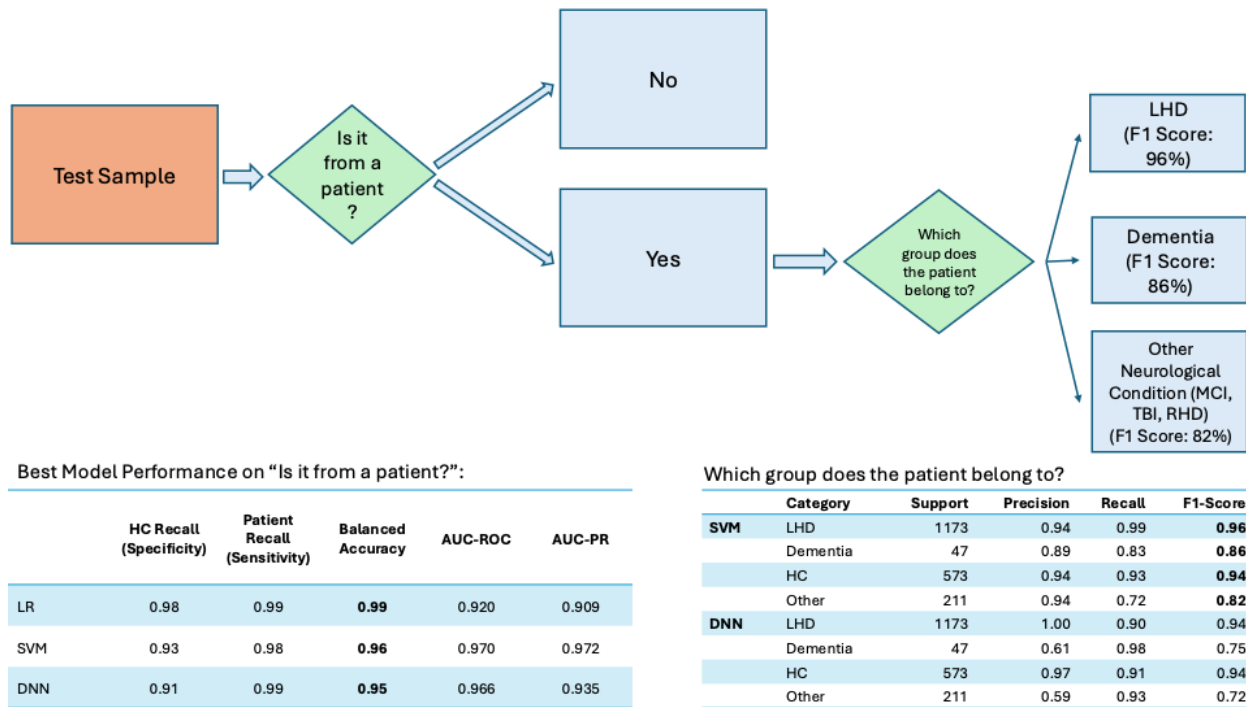 Test Sample
Is it
from a
patient
?
No
Yes
Which
group does
the patient
belong to?
LHD
(F1 Score:
96%)
Dementia
(F1 Score:
86%)
Other
Neurological
Condition (MCI,
TBI, RHD)
(F1 Score: 82%)
Best Model Performance on “Is it from a patient?”:
HC Recall (Specificity) Patient Recall (Sensitivity) Balanced Accuracy AUC-ROC AUC-PR
LR 0.98 0.99 0.99 0.920 0.909
SVM 0.93 0.98 0.96 0.970 0.972
DNN 0.91 0.99 0.95 0.966 0.935
Which group does the patient belong to?
Category Support Precision Recall F1-Score
SVM LHD 1173 0.94 0.99 0.96
Dementia 47 0.89 0.83 0.86
HC 573 0.94 0.93 0.94
Other 211 0.94 0.72 0.82
DNN LHD 1173 1.00 0.90 0.94
Dementia 47 0.61 0.98 0.75
HC 573 0.97 0.91 0.94
Other 211 0.59 0.93 0.72